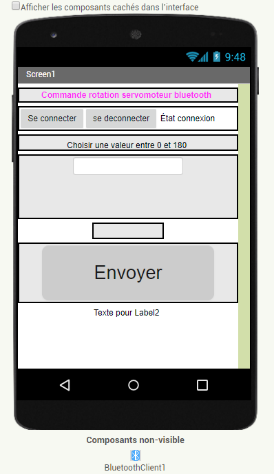 Afficher les composants cachés dans l'interface
9:48
Screen1
Commande rotation servomoteur bluetooth
Se connecter se deconnecter État connexion
Choisir une valeur entre 0 et 180
Envoyer
Texte pour Label2
Composants non-visible
BluetoothClient1